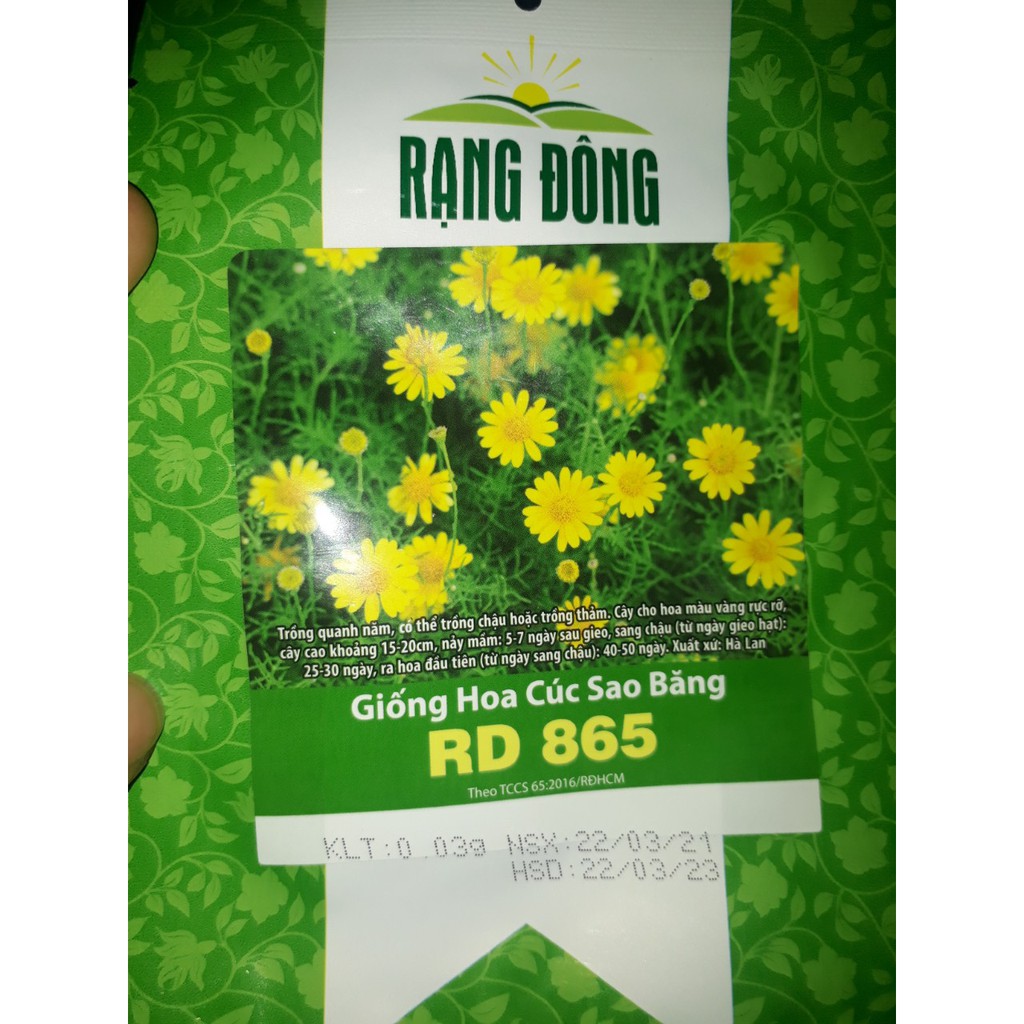 RẠNG ĐÔNG
Trồng quanh năm, có thể trồng chậu hoặc trồng thảm. Cây cho hoa màu vàng rực rỡ,
cây cao khoảng 15-20cm, nảy mầm: 5-7 ngày sau gieo, sang chậu (từ ngày gieo hạt):
25-30 ngày, ra hoa đầu tiên (từ ngày sang chậu): 40-50 ngày. Xuất xứ: Hà Lan
Giống Hoa Cúc Sao Băng
RD 865
Theo TCCS 65:2016/RĐHCM
KLT:0.03g NSX:22/03/21
HSD:22/03/23